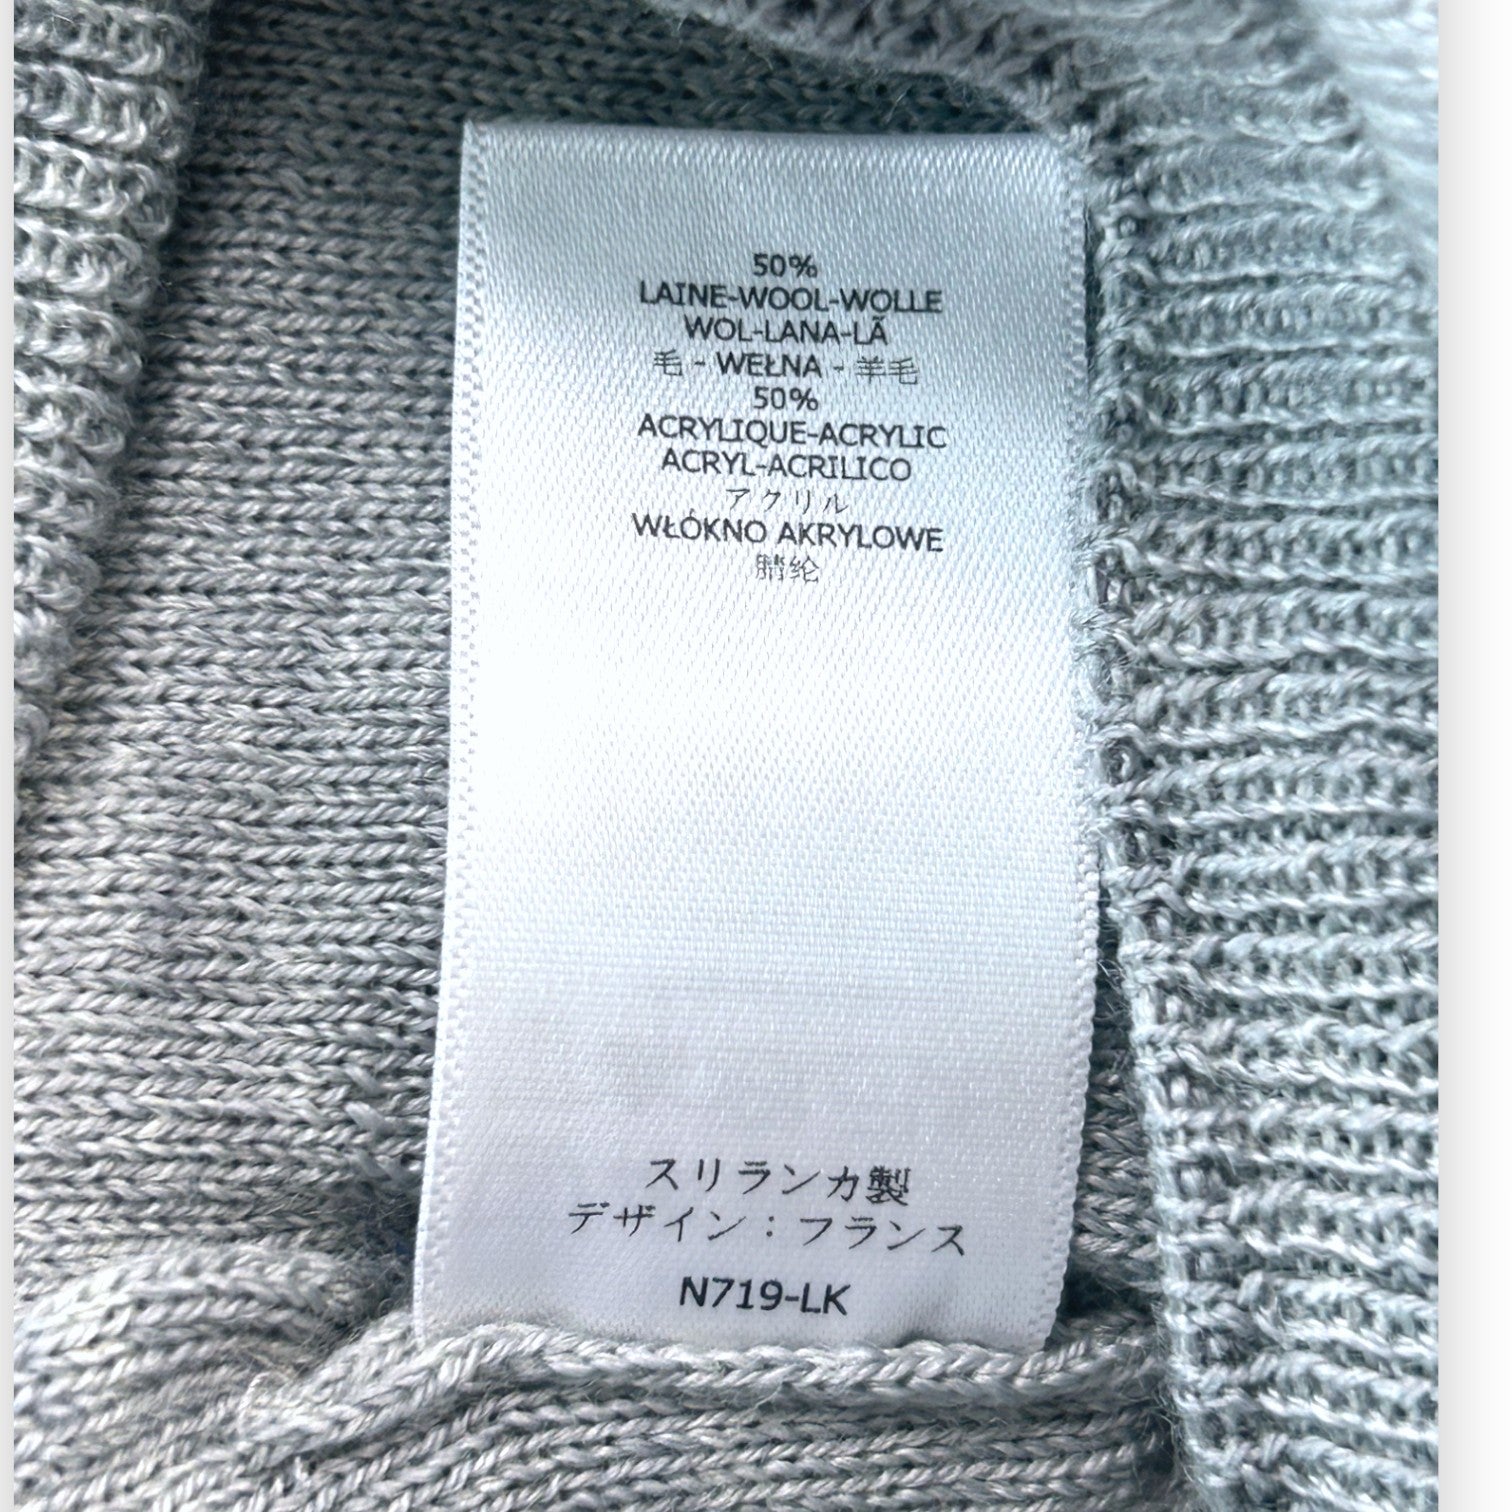 50%
LAINE-WOOL-WOLLE
WOL-LANA-LÃ
毛 - WEŁNA - 羊毛
50%
ACRYLIQUE-ACRYLIC
ACRYL-ACRILICO
アクリル
WŁÓKNO AKRYLOWE
腈纶
スリランカ製
デザイン：フランス
N719-LK